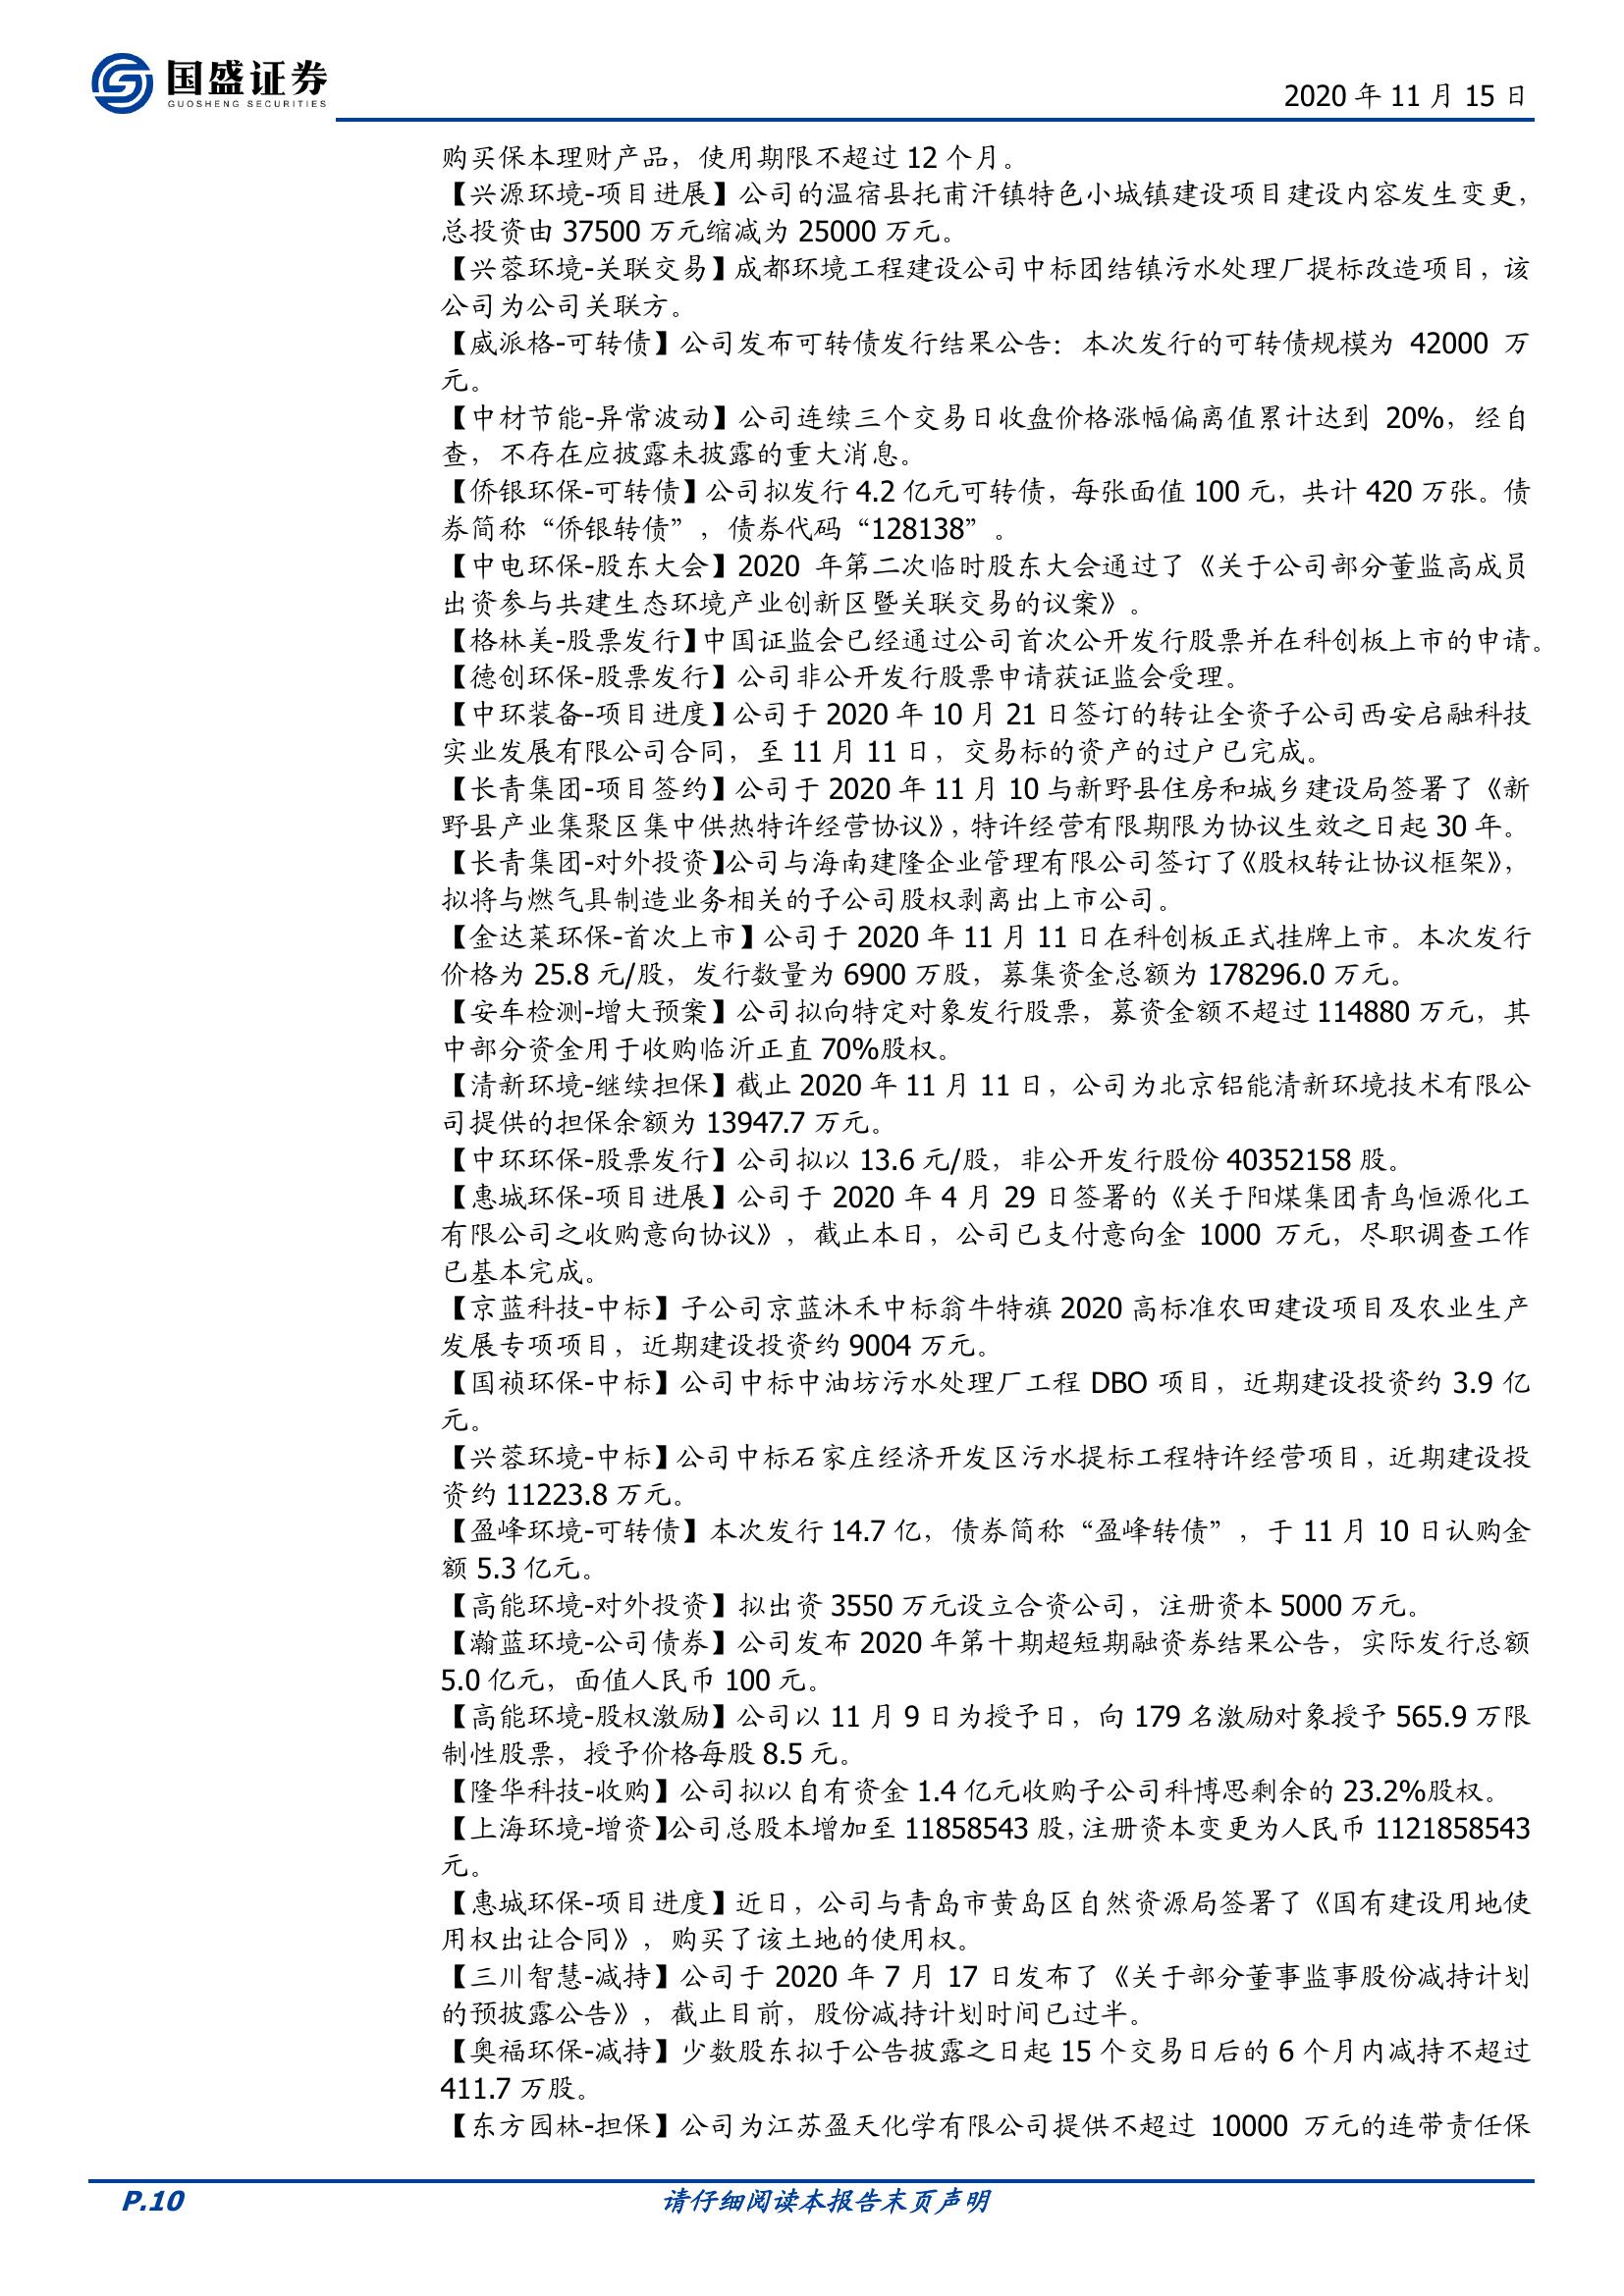 国盛证券
GUOSHENG SECURITIES
2020 年 11 月 15 日
购买保本理财产品，使用期限不超过 12 个月。
【兴源环境-项目进展】公司的温宿县托甫汗镇特色小城镇建设项目建设内容发生变更，
总投资由 37500 万元缩减为 25000 万元。
【兴蓉环境-关联交易】成都环境工程建设公司中标团结镇污水处理厂提标改造项目，该
公司为公司关联方。
【威派格-可转债】公司发布可转债发行结果公告：本次发行的可转债规模为 42000 万
元。
【中材节能-异常波动】公司连续三个交易日收盘价格涨幅偏离值累计达到 20%，经自
查，不存在应披露未披露的重大消息。
【侨银环保-可转债】公司拟发行 4.2 亿元可转债，每张面值 100 元，共计 420 万张。债
券简称“侨银转债”，债券代码“128138”。
【中电环保-股东大会】2020 年第二次临时股东大会通过了《关于公司部分董监高成员
出资参与共建生态环境产业创新区暨关联交易的议案》。
【格林美-股票发行】中国证监会已经通过公司首次公开发行股票并在科创板上市的申请。
【德创环保-股票发行】公司非公开发行股票申请获证监会受理。
【中环装备-项目进度】公司于 2020 年 10 月 21 日签订的转让全资子公司西安启融科技
实业发展有限公司合同，至 11 月 11 日，交易标的资产的过户已完成。
【长青集团-项目签约】公司于 2020 年 11 月 10 与新野县住房和城乡建设局签署了《新
野县产业集聚区集中供热特许经营协议》，特许经营有限期限为协议生效之日起 30 年。
【长青集团-对外投资】公司与海南建隆企业管理有限公司签订了《股权转让协议框架》，
拟将与燃气具制造业务相关的子公司股权剥离出上市公司。
【金达莱环保-首次上市】公司于 2020 年 11 月 11 日在科创板正式挂牌上市。本次发行
价格为 25.8 元/股，发行数量为 6900 万股，募集资金总额为 178296.0 万元。
【安车检测-增大预案】公司拟向特定对象发行股票，募资金额不超过 114880 万元，其
中部分资金用于收购临沂正直 70%股权。
【清新环境-继续担保】截止 2020 年 11 月 11 日，公司为北京铝能清新环境技术有限公
司提供的担保余额为 13947.7 万元。
【中环环保-股票发行】公司拟以 13.6 元/股，非公开发行股份 40352158 股。
【惠城环保-项目进展】公司于 2020 年 4 月 29 日签署的《关于阳煤集团青鸟恒源化工
有限公司之收购意向协议》，截止本日，公司已支付意向金 1000 万元，尽职调查工作
已基本完成。
【京蓝科技-中标】子公司京蓝沐禾中标翁牛特旗 2020 高标准农田建设项目及农业生产
发展专项项目，近期建设投资约 9004 万元。
【国祯环保-中标】公司中标中油坊污水处理厂工程 DBO 项目，近期建设投资约 3.9 亿
元。
【兴蓉环境-中标】公司中标石家庄经济开发区污水提标工程特许经营项目，近期建设投
资约 11223.8 万元。
【盈峰环境-可转债】本次发行 14.7 亿，债券简称“盈峰转债”，于 11 月 10 日认购金
额 5.3 亿元。
【高能环境-对外投资】拟出资 3550 万元设立合资公司，注册资本 5000 万元。
【瀚蓝环境-公司债券】公司发布 2020 年第十期超短期融资券结果公告，实际发行总额
5.0 亿元，面值人民币 100 元。
【高能环境-股权激励】公司以 11 月 9 日为授予日，向 179 名激励对象授予 565.9 万限
制性股票，授予价格每股 8.5 元。
【隆华科技-收购】公司拟以自有资金 1.4 亿元收购子公司科博思剩余的 23.2%股权。
【上海环境-增资】公司总股本增加至 11858543 股，注册资本变更为人民币 1121858543
元。
【惠城环保-项目进度】近日，公司与青岛市黄岛区自然资源局签署了《国有建设用地使
用权出让合同》，购买了该土地的使用权。
【三川智慧-减持】公司于 2020 年 7 月 17 日发布了《关于部分董事监事股份减持计划
的预披露公告》，截止目前，股份减持计划时间已过半。
【奥福环保-减持】少数股东拟于公告披露之日起 15 个交易日后的 6 个月内减持不超过
411.7 万股。
【东方园林-担保】公司为江苏盈天化学有限公司提供不超过 10000 万元的连带责任保
P.10
请仔细阅读本报告末页声明